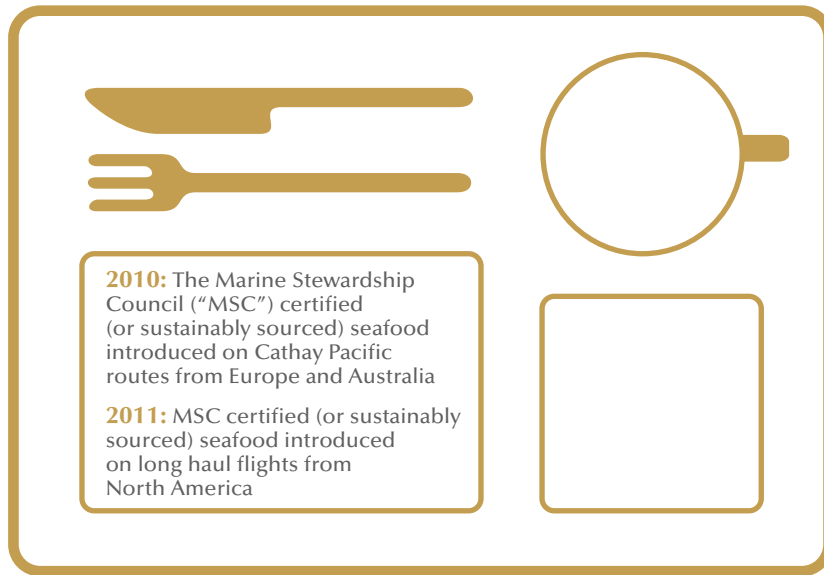 2010: The Marine Stewardship
Council (“MSC”) certified
(or sustainably sourced) seafood
introduced on Cathay Pacific
routes from Europe and Australia
2011: MSC certified (or sustainably
sourced) seafood introduced
on long haul flights from
North America